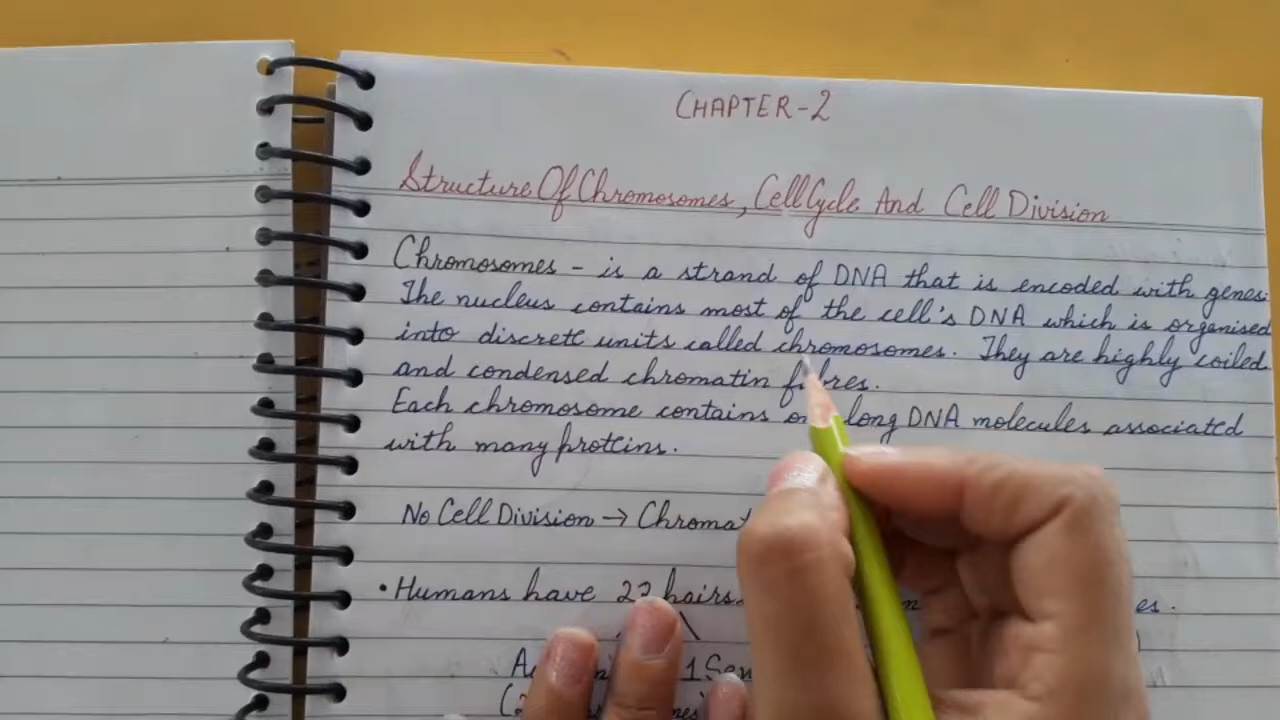 CHAPTER-2
Structure Of Chromosomes, Cell Cycle And Cell Division
Chromosomes - is a strand of DNA that is encoded with genes.
The nucleus contains most of the cell's DNA which is organised
into discrete units called chromosomes. They are highly coiled
and condensed chromatin fibres.
Each chromosome contains long DNA molecules associated
with many proteins.
No Cell Division →
• Humans have pairs
1